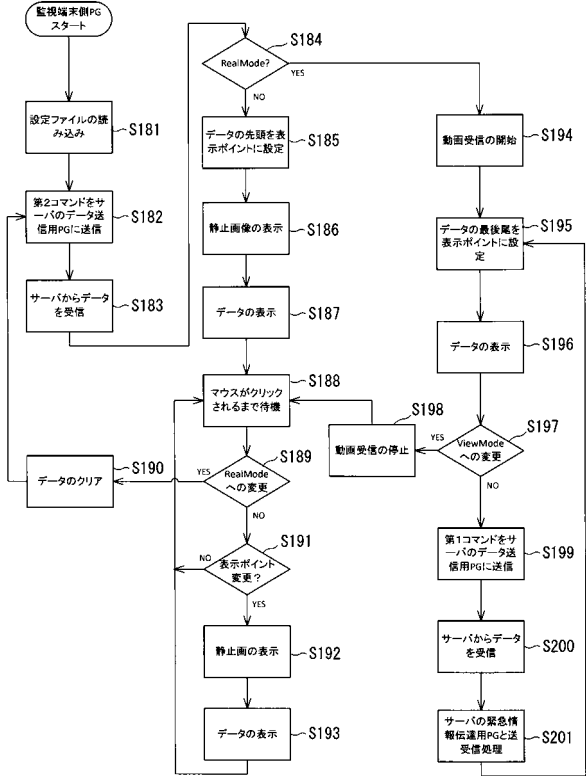 監視端末側PG
スタート
設定ファイルの読
み込み
S181
第2コマンドをサ
ーバのデータ送
信用PGに送信
S182
サーバからデータ
を受信
S183
RealMode?
S184
YES
NO
データの先頭を表
示ポイントに設定
S185
静止画像の表示
S186
データの表示
S187
マウスがクリック
されるまで待機
S188
RealMode
への変更
S189
YES
NO
データのクリア
S190
表示ポイント
変更？
S191
NO
YES
静止画の表示
S192
データの表示
S193
動画受信の開始
S194
データの最後尾を
表示ポイントに設
定
S195
データの表示
S196
ViewMode
への変更
S197
YES
NO
動画受信の停止
S198
第1コマンドをサ
ーバのデータ送
信用PGに送信
S199
サーバからデータ
を受信
S200
サーバの緊急情
報伝達用PGと送
受信処理
S201